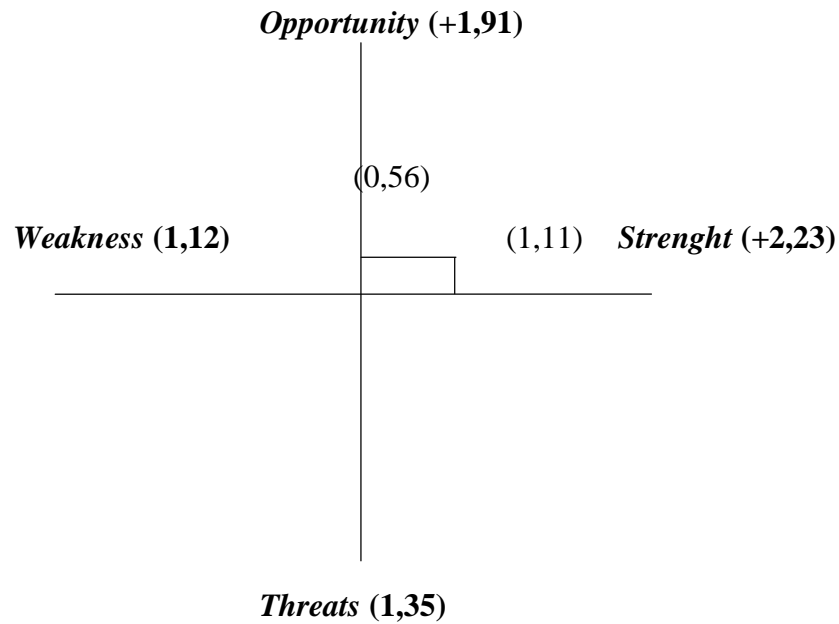 Opportunity (+1,91)
(0,56)
Weakness (1,12)
(1,11)
Strenght (+2,23)
Threats (1,35)